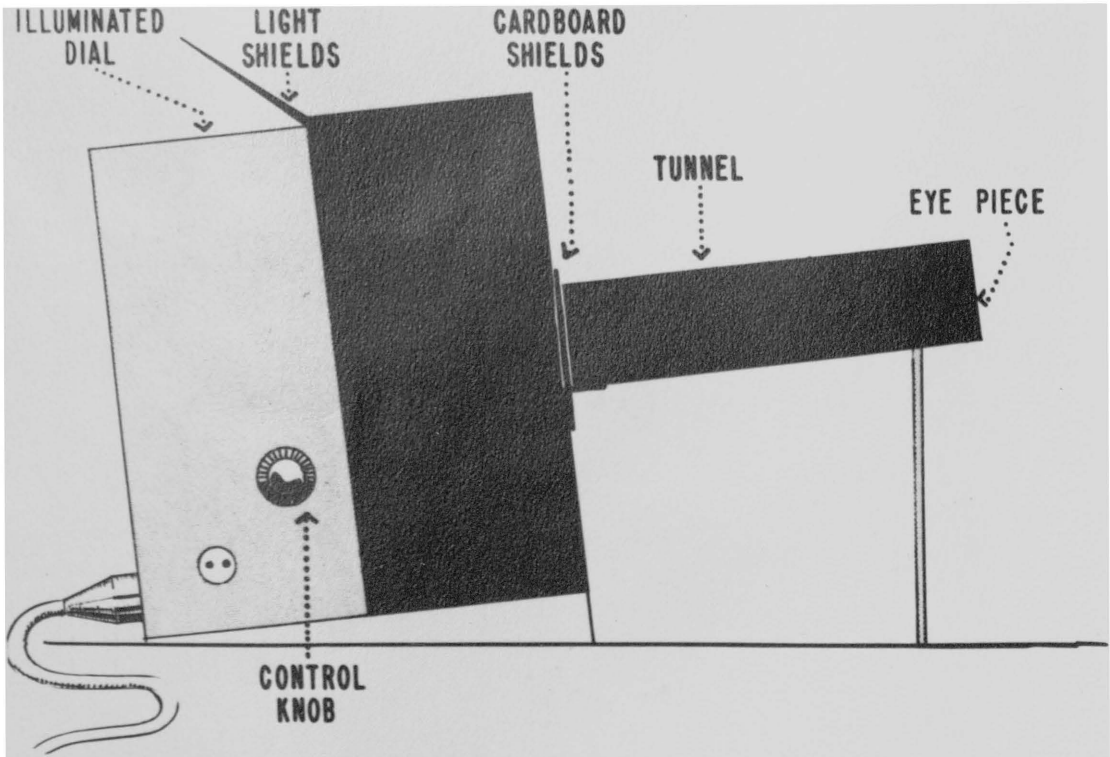 ILLUMINATED
DIAL
LIGHT
SHIELDS
CARDBOARD
SHIELDS
TUNNEL
EYE PIECE
CONTROL
KNOB